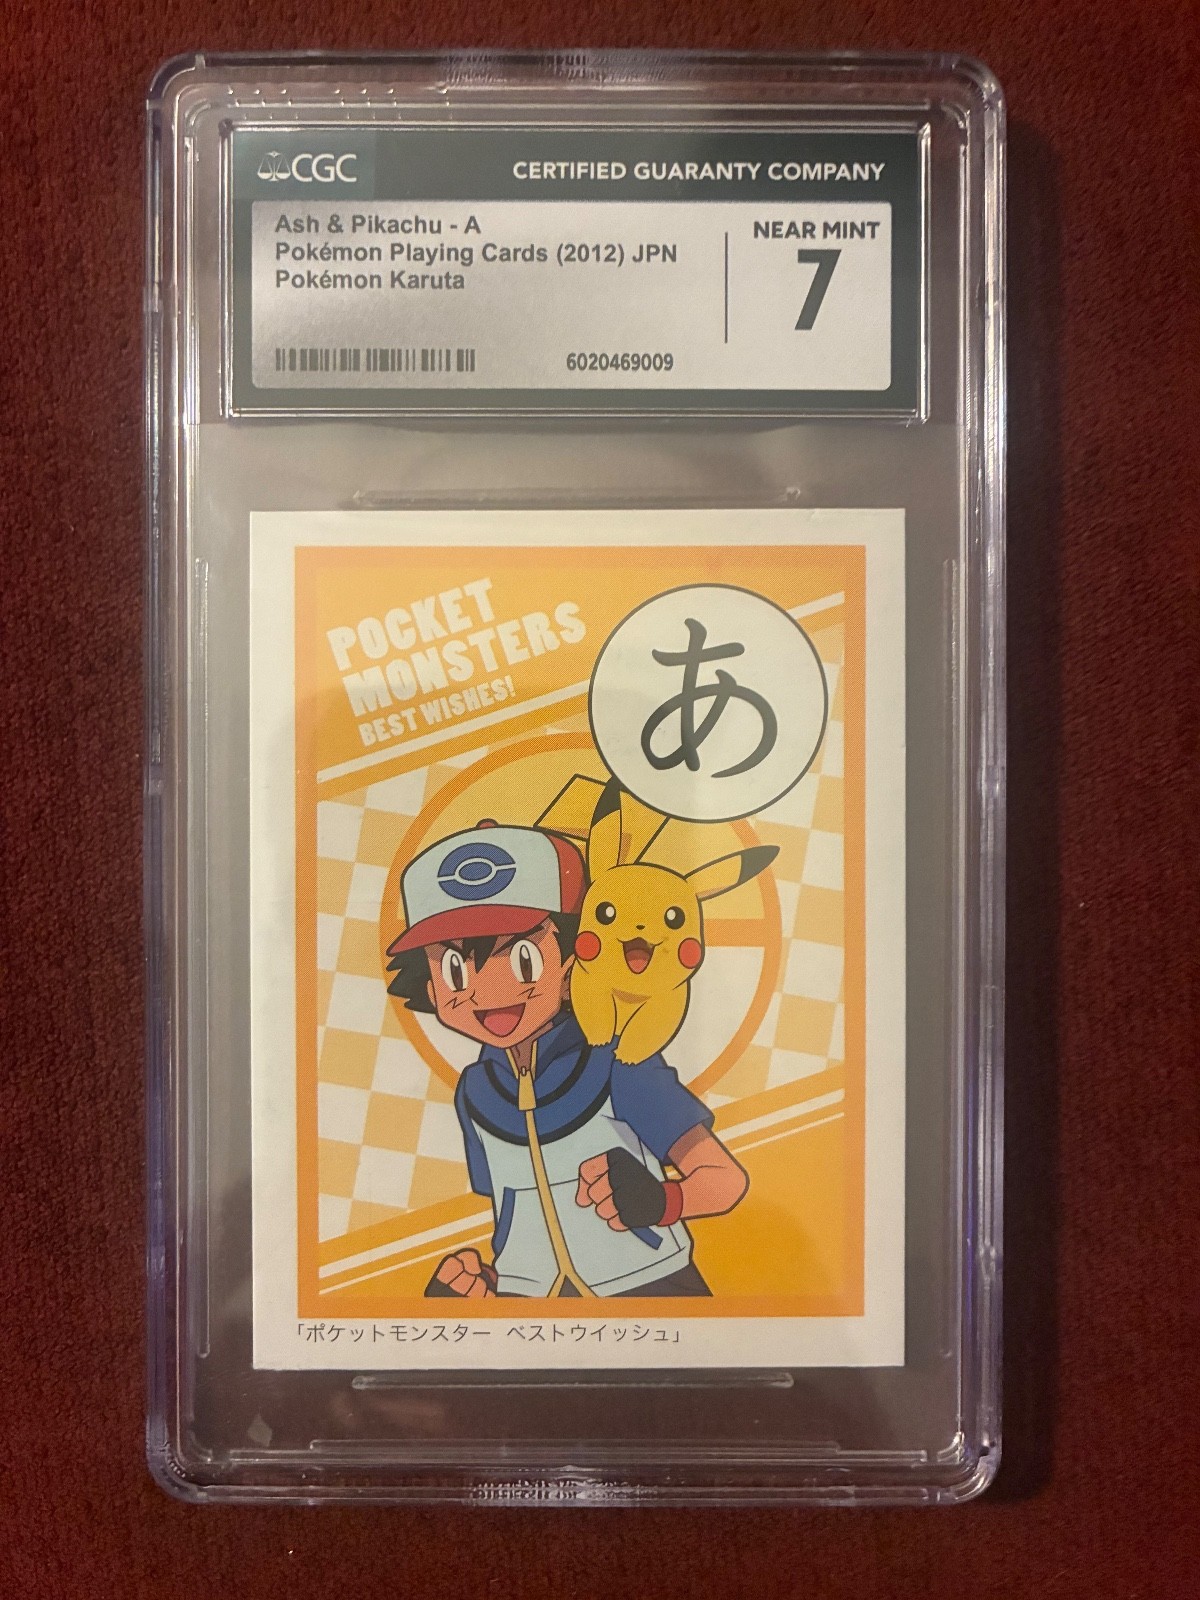 CGC
CERTIFIED GUARANTY COMPANY
Ash & Pikachu - A
Pokémon Playing Cards (2012) JPN
Pokémon Karuta
NEAR MINT
7
6020469009
POCKET
MONSTERS
BEST WISHES!
あ
「ポケットモンスター ベストウイッシュ」